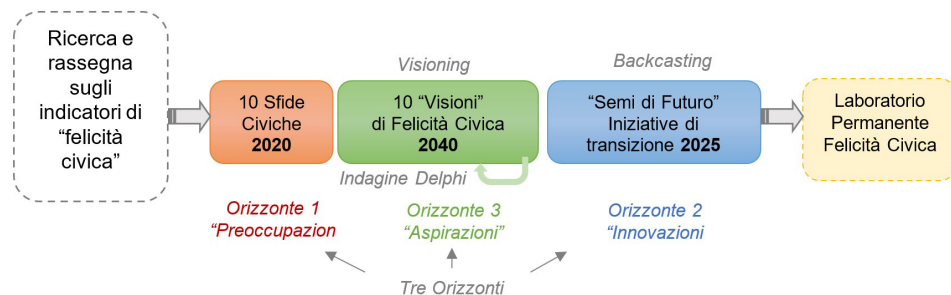 Ricerca e
rassegna
sugli
indicatori di
“felicità
civica”
Visioning
Backcasting
10 Sfide
Civiche
2020
10 “Visioni”
di Felicità Civica
2040
“Semi di Futuro”
Iniziative di
transizione 2025
Laboratorio
Permanente
Felicità Civica
Indagine Delphi
Orizzonte 1
“Preoccupazion
Orizzonte 3
“Aspirazioni”
Orizzonte 2
“Innovazioni
Tre Orizzonti